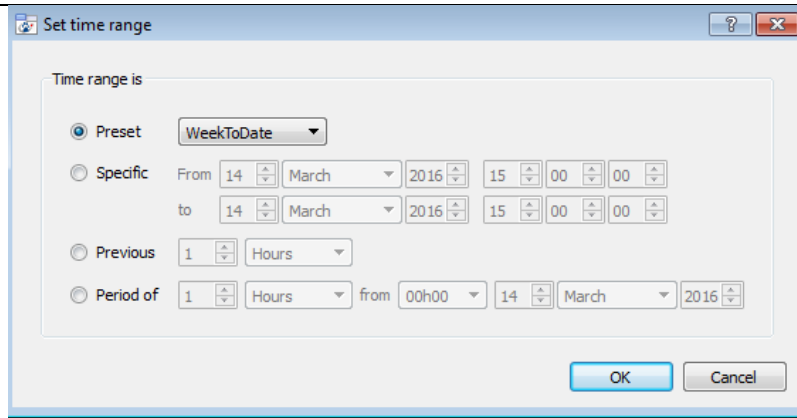 Set time range ?
Time range is
Preset WeekToDate
Specific From 14 March 2016 15 00 00
to 14 March 2016 15 00 00
Previous 1 Hours
Period of 1 Hours from 00h00 14 March 2016
OK Cancel